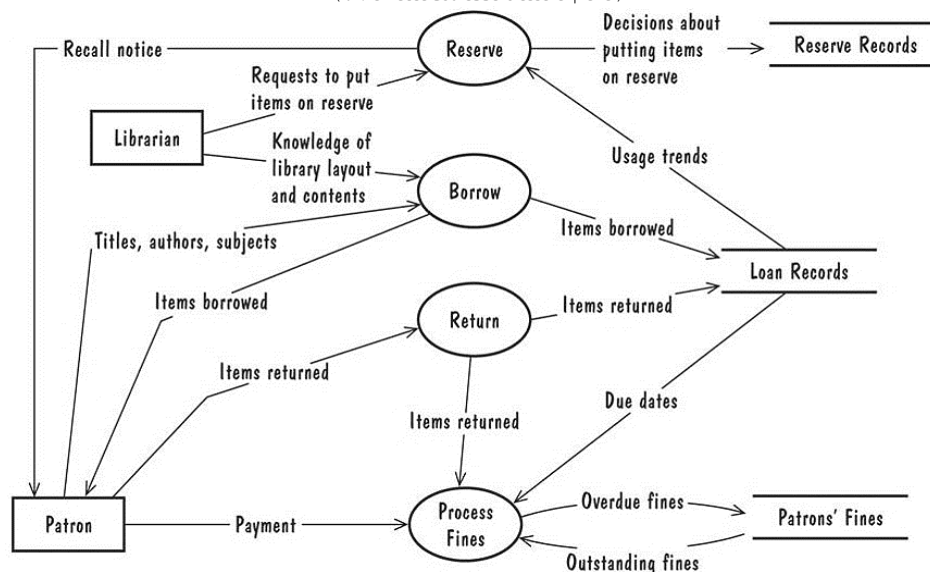 Recall notice
Reserve
Decisions about
putting items
on reserve
Reserve Records
Requests to put
items on reserve
Librarian
Knowledge of
library layout
and contents
Usage trends
Borrow
Titles, authors, subjects
Items borrowed
Loan Records
Items borrowed
Return
Items returned
Items returned
Due dates
Items returned
Patron
Payment
Process
Fines
Overdue fines
Patrons' Fines
Outstanding fines